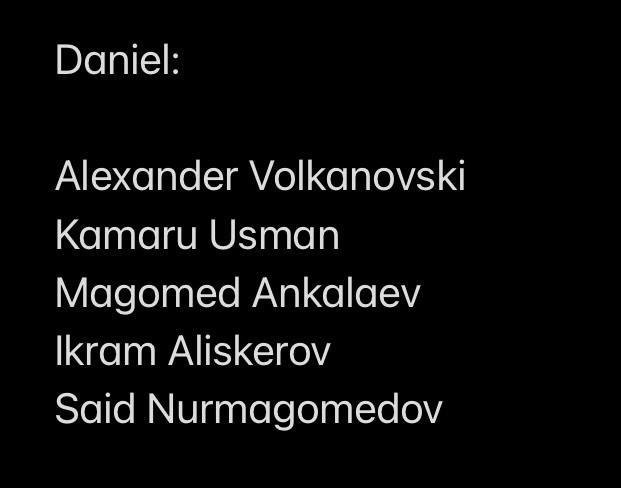 Daniel:
Alexander Volkanovski
Kamaru Usman
Magomed Ankalaev
Ikram Aliskerov
Said Nurmagomedov